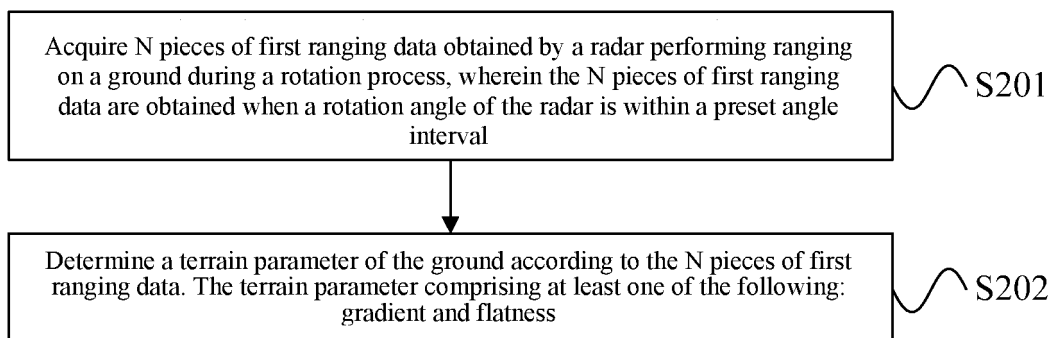 Acquire N pieces of first ranging data obtained by a radar performing ranging
on a ground during a rotation process, wherein the N pieces of first ranging
data are obtained when a rotation angle of the radar is within a preset angle
interval
S201
Determine a terrain parameter of the ground according to the N pieces of first
ranging data. The terrain parameter comprising at least one of the following:
gradient and flatness
S202